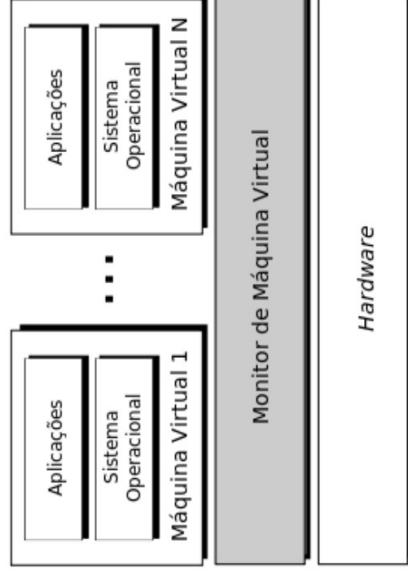 Aplicações
Sistema
Operacional
Máquina Virtual 1
...
Aplicações
Sistema
Operacional
Máquina Virtual N
Monitor de Máquina Virtual
Hardware